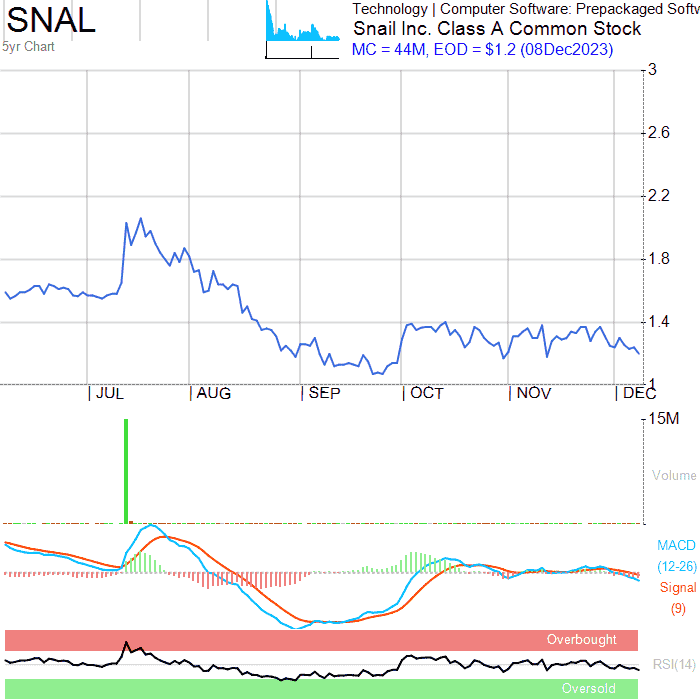 SNAL
5yr Chart
Technology | Computer Software: Prepackaged Softw
Snail Inc. Class A Common Stock
MC = 44M, EOD = $1.2 (08Dec2023)
3
2.6
2.2
1.8
1.4
1
JUL AUG SEP OCT NOV DEC
15M
Volume
MACD
(12-26)
Signal
(9)
Overbought
RSI(14)
Oversold